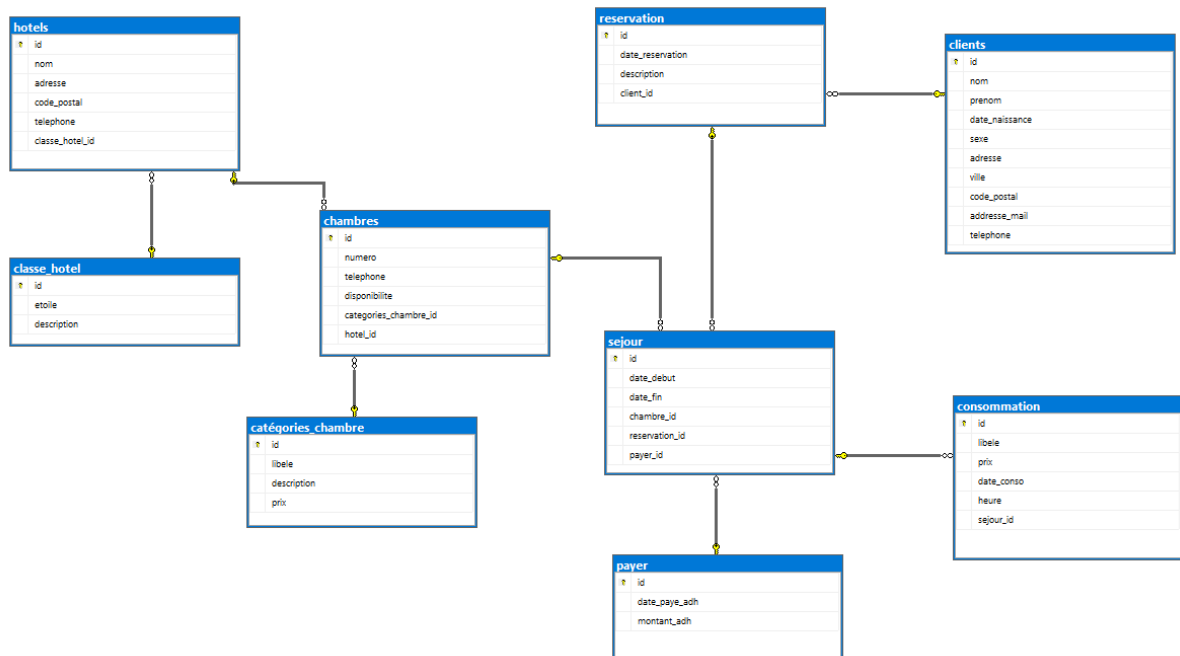 hotels
id
nom
adresse
code_postal
telephone
classe_hotel_id
classe_hotel
id
etoile
description
chambres
id
numero
telephone
disponibilite
categories_chambre_id
hotel_id
catégories_chambre
id
libele
description
prix
reservation
id
date_reservation
description
client_id
clients
id
nom
prenom
date_naissance
sexe
adresse
ville
code_postal
addresse_mail
telephone
sejour
id
date_debut
date_fin
chambre_id
reservation_id
payer_id
consommation
id
libele
prix
date_conso
heure
sejour_id
payer
id
date_paye_adh
montant_adh